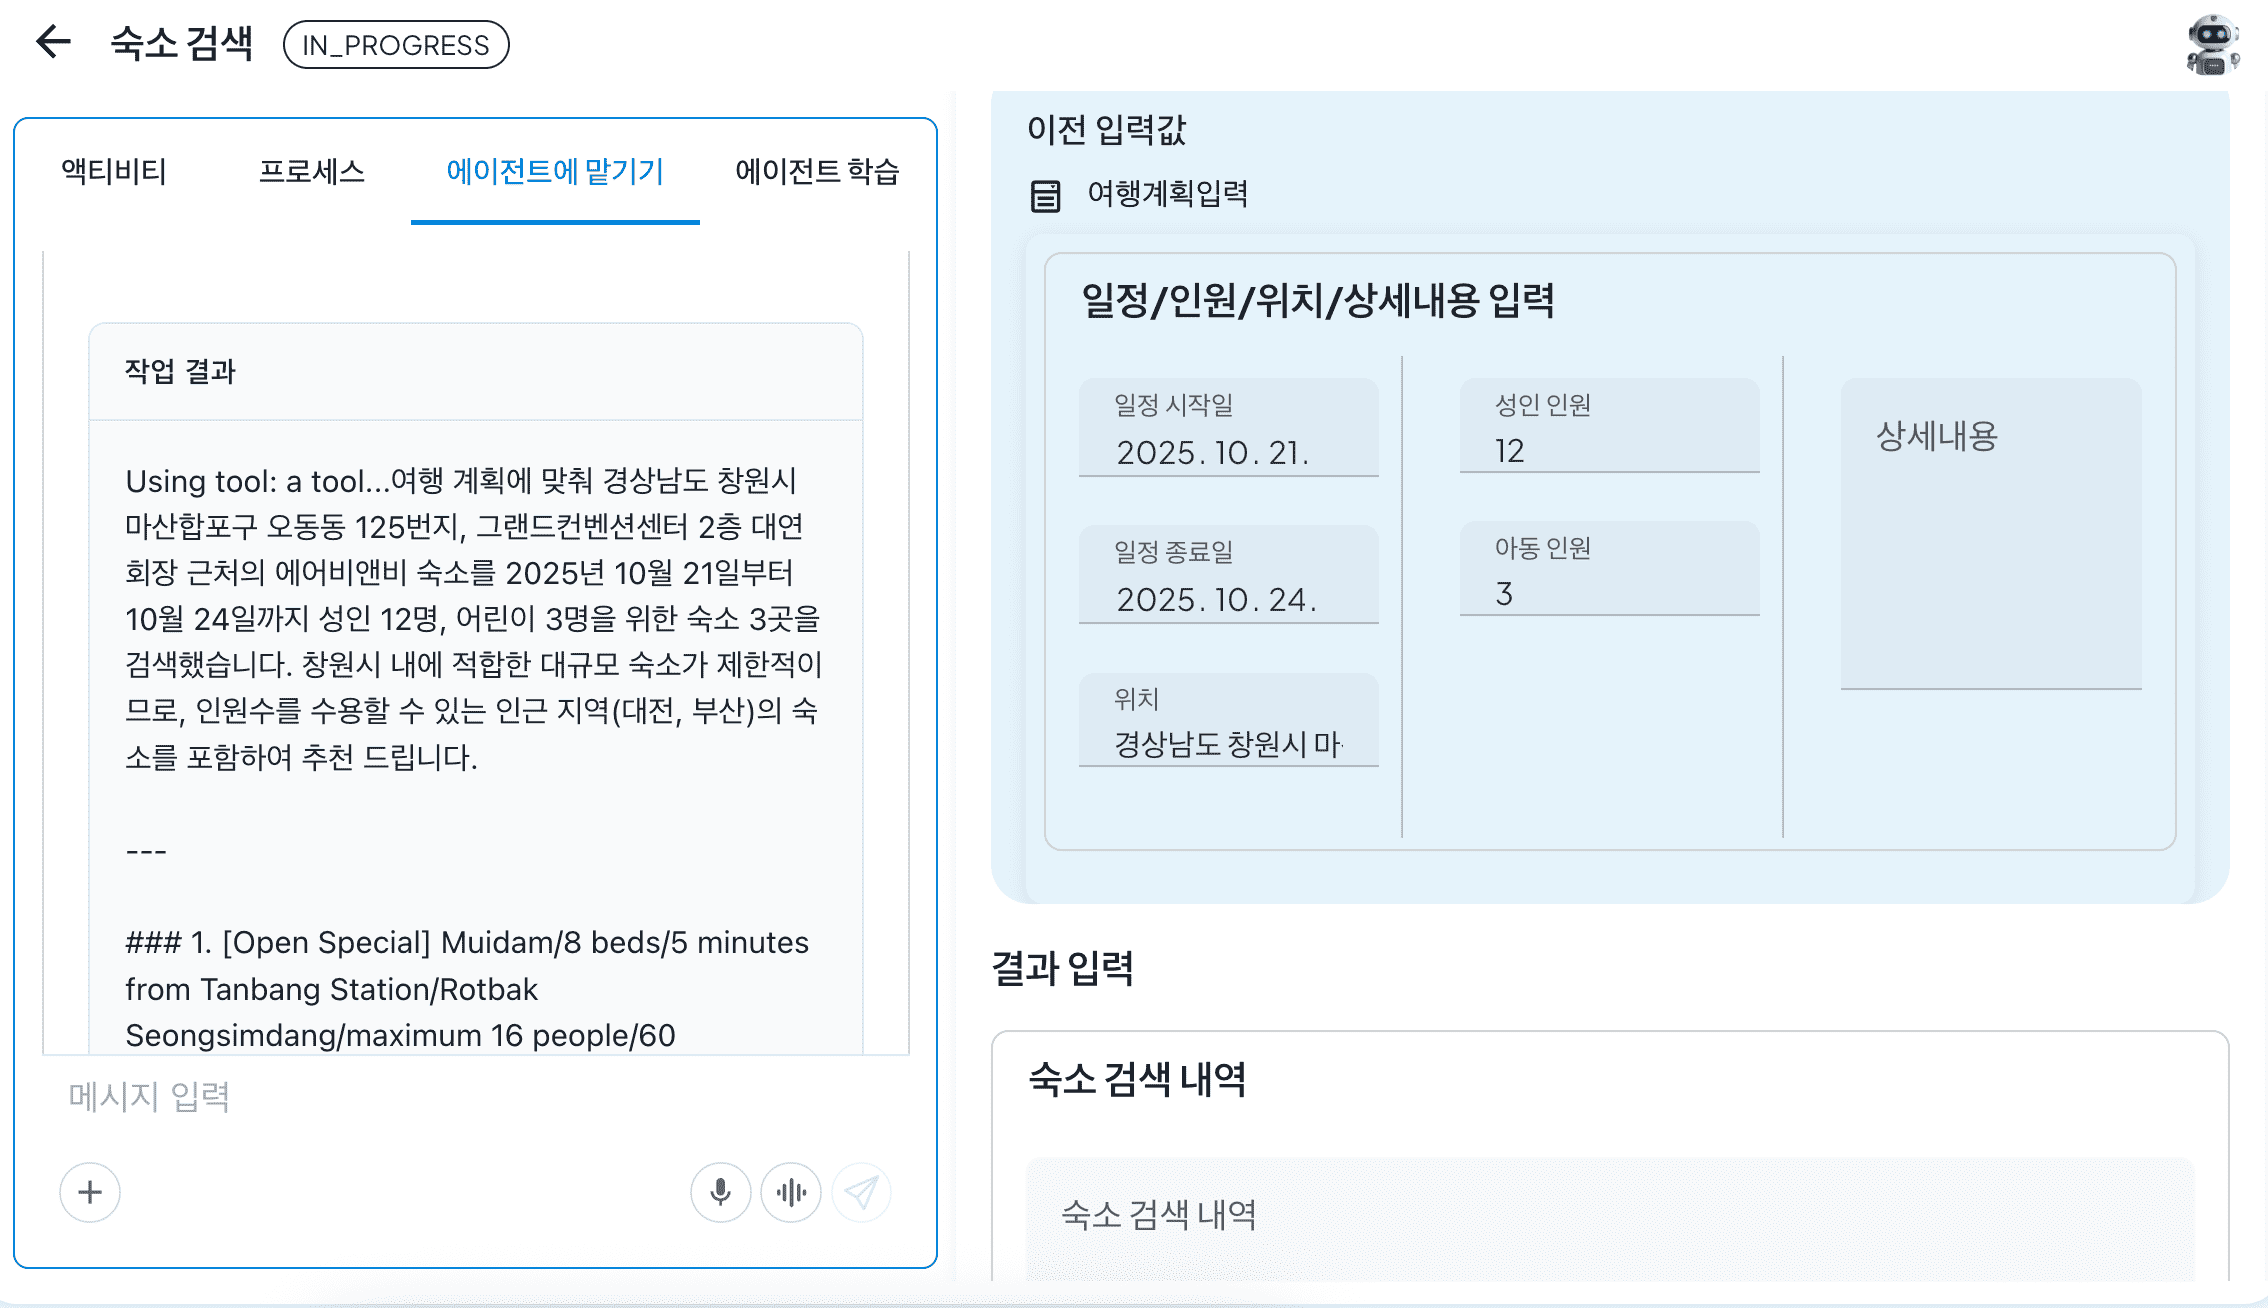 숙소 검색
IN_PROGRESS
액티비티
프로세스
에이전트에 맡기기
에이전트 학습
작업 결과
Using tool: a tool...여행 계획에 맞춰 경상남도 창원시
마산합포구 오동동 125번지, 그랜드컨벤션센터 2층 대연
회장 근처의 에어비앤비 숙소를 2025년 10월 21일부터
10월 24일까지 성인 12명, 어린이 3명을 위한 숙소 3곳을
검색했습니다. 창원시 내에 적합한 대규모 숙소가 제한적이
므로, 인원수를 수용할 수 있는 인근 지역(대전, 부산)의 숙
소를 포함하여 추천 드립니다.
---
### 1. [Open Special] Muidam/8 beds/5 minutes
from Tanbang Station/Rotbak
Seongsimdang/maximum 16 people/60
메시지 입력
이전 입력값
여행계획입력
일정/인원/위치/상세내용 입력
일정 시작일
2025. 10. 21.
일정 종료일
2025. 10. 24.
위치
경상남도 창원시 마
성인 인원
12
아동 인원
3
상세내용
결과 입력
숙소 검색 내역
숙소 검색 내역